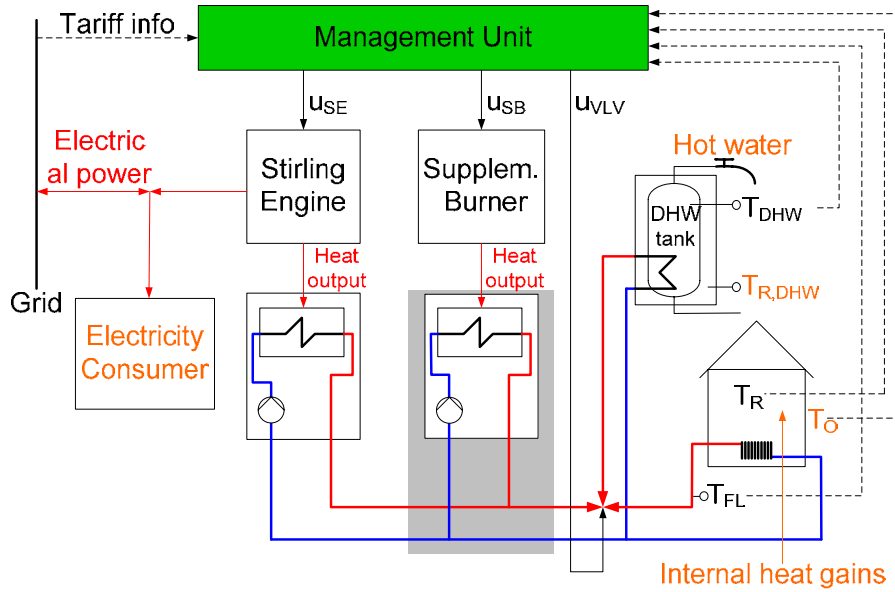 Tariff info
Management Unit
uSE
uSB
uVLV
Electric
al power
Stirling
Engine
Supplem.
Burner
Hot water
DHW
tank
TDHW
Heat
output
Heat
output
TR,DHW
Grid
Electricity
Consumer
TR
TO
TFL
Internal heat gains